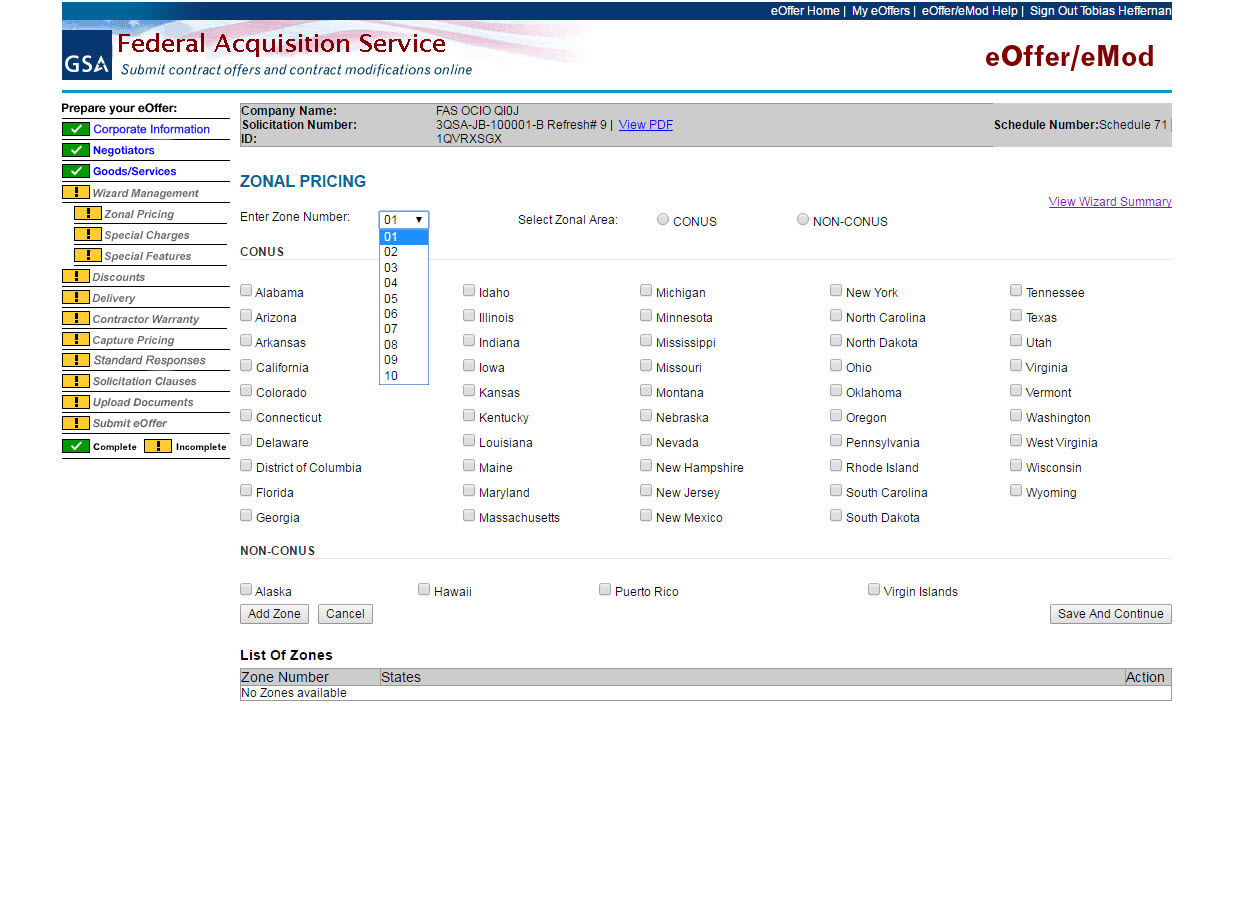 eOffer Home | My eOffers | eOffer/eMod Help | Sign Out Tobias Heffernan
GSA
Federal Acquisition Service
Submit contract offers and contract modifications online
eOffer/eMod
Prepare your eOffer:
Corporate Information
Negotiators
Goods/Services
Wizard Management
Zonal Pricing
Special Charges
Special Features
Discounts
Delivery
Contractor Warranty
Capture Pricing
Standard Responses
Solicitation Clauses
Upload Documents
Submit eOffer
Complete Incomplete
Company Name: FAS OCIO QI0J
Solicitation Number: 3QSA-JB-100001-B Refresh# 9 | View PDF Schedule Number:Schedule 71
ID: 1QVRXSGX
ZONAL PRICING
View Wizard Summary
Enter Zone Number: 01 Select Zonal Area: CONUS NON-CONUS
01
02
03
04
05
06
07
08
09
10
CONUS
Alabama Idaho Michigan New York Tennessee
Arizona Illinois Minnesota North Carolina Texas
Arkansas Indiana Mississippi North Dakota Utah
California Iowa Missouri Ohio Virginia
Colorado Kansas Montana Oklahoma Vermont
Connecticut Kentucky Nebraska Oregon Washington
Delaware Louisiana Nevada Pennsylvania West Virginia
District of Columbia Maine New Hampshire Rhode Island Wisconsin
Florida Maryland New Jersey South Carolina Wyoming
Georgia Massachusetts New Mexico South Dakota
NON-CONUS
Alaska Hawaii Puerto Rico Virgin Islands
Add Zone Cancel Save And Continue
List Of Zones
Zone Number States Action
No Zones available